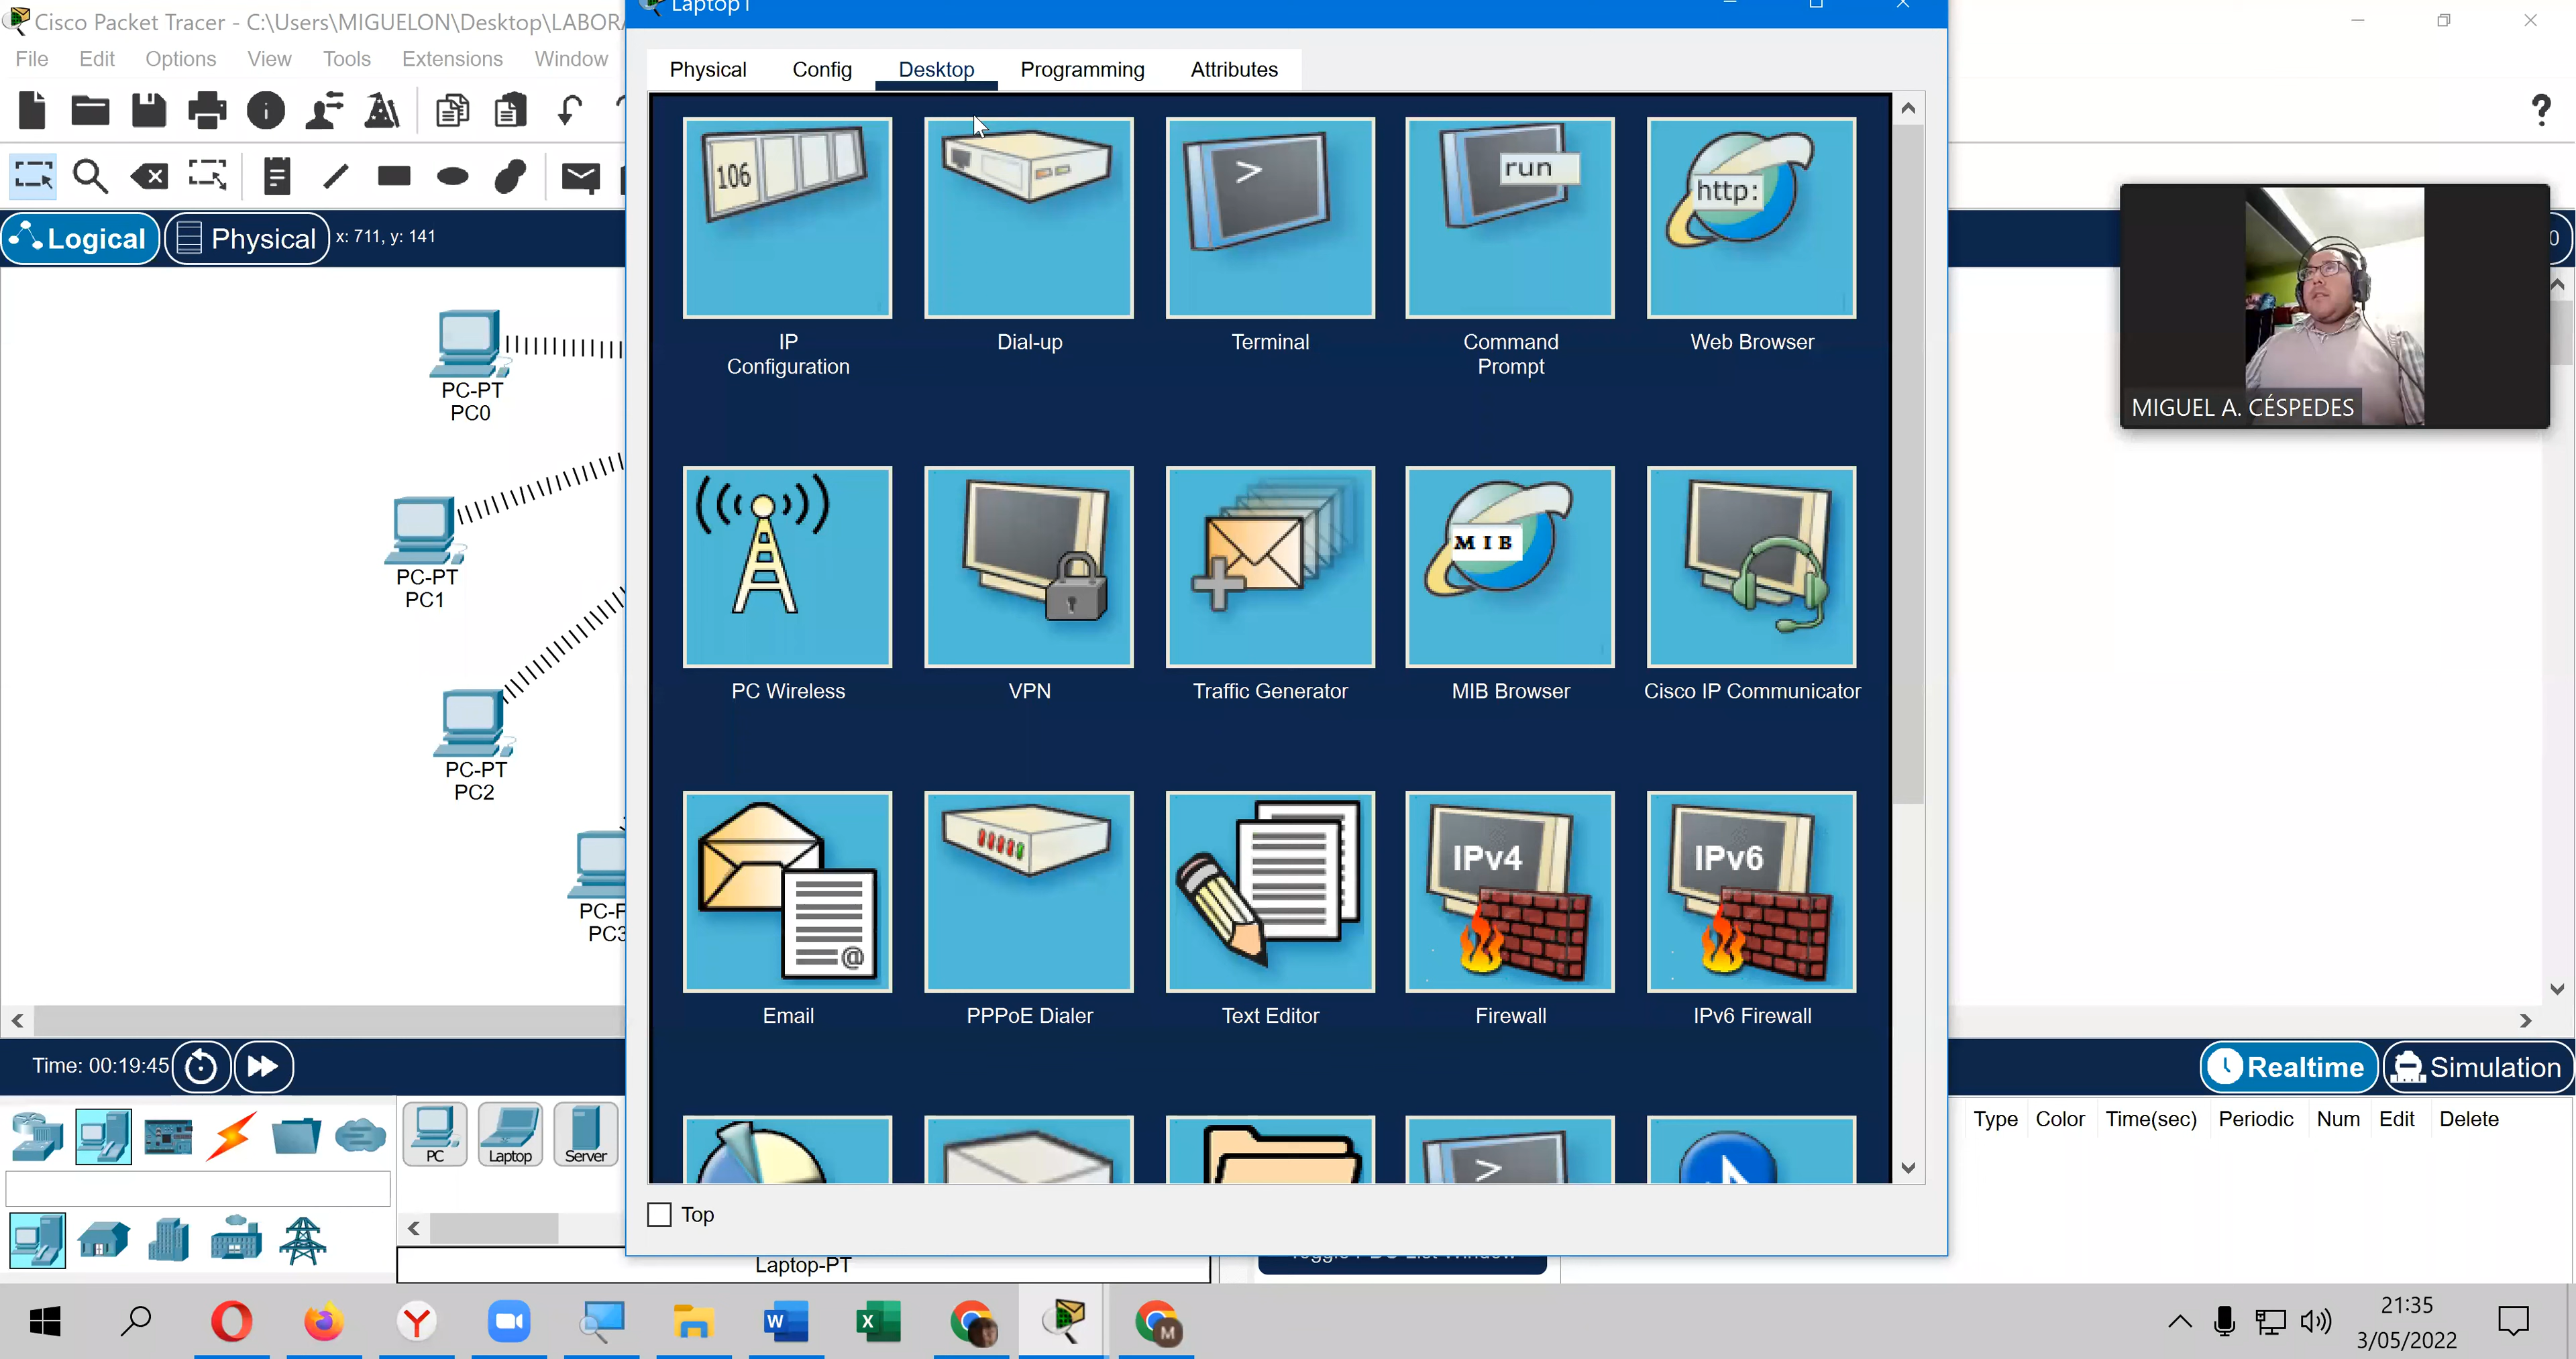 Cisco Packet Tracer - C:\Users\MIGUELON\Desktop\LABORA
Laptop1
File Edit Options View Tools Extensions Window
Physical Config Desktop Programming Attributes
?
Logical Physical x: 711, y: 141
106
>
run
http:
IP
Configuration
Dial-up
Terminal
Command
Prompt
Web Browser
PC-PT
PC0
MIGUEL A. CÉSPEDES
MIB
PC-PT
PC1
PC Wireless
VPN
Traffic Generator
MIB Browser
Cisco IP Communicator
PC-PT
PC2
IPv4
IPv6
@
PC-P
PC3
Email
PPPoE Dialer
Text Editor
Firewall
IPv6 Firewall
Time: 00:19:45
Realtime Simulation
>
PC Laptop Server
Type Color Time(sec) Periodic Num Edit Delete
Top
Laptop-PT
21:35
3/05/2022